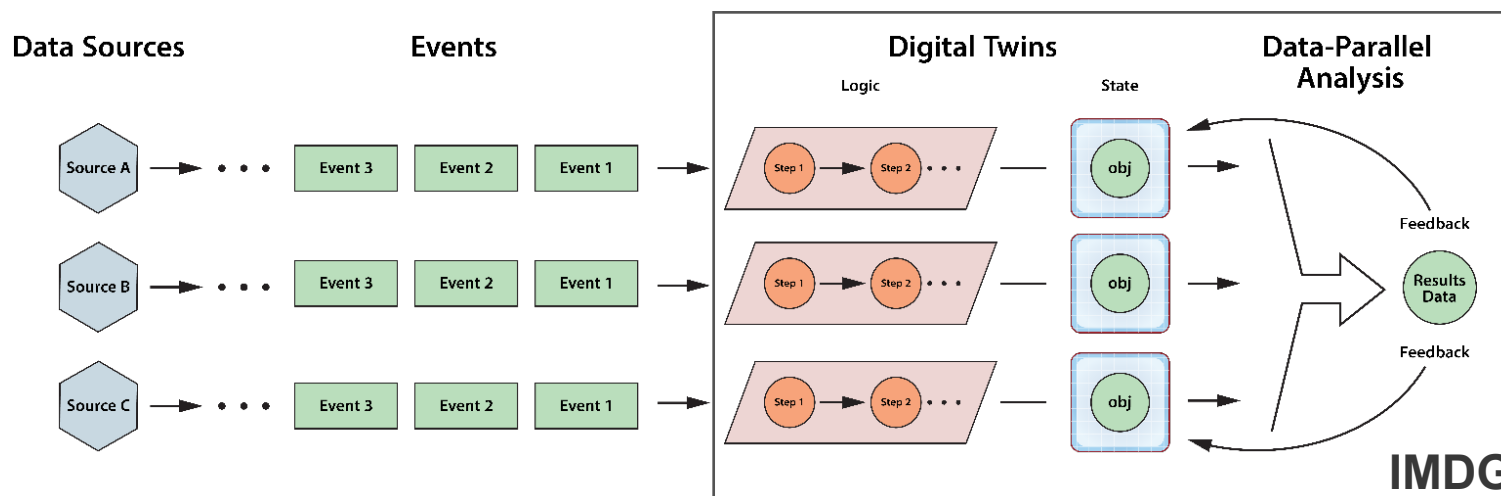 Data Sources
Events
Digital Twins
Data-Parallel
Analysis
Logic
State
Source A
Event 3
Event 2
Event 1
Step 1
Step 2
obj
Feedback
Source B
Event 3
Event 2
Event 1
Step 1
Step 2
obj
Results
Data
Feedback
Source C
Event 3
Event 2
Event 1
Step 1
Step 2
obj
IMDG